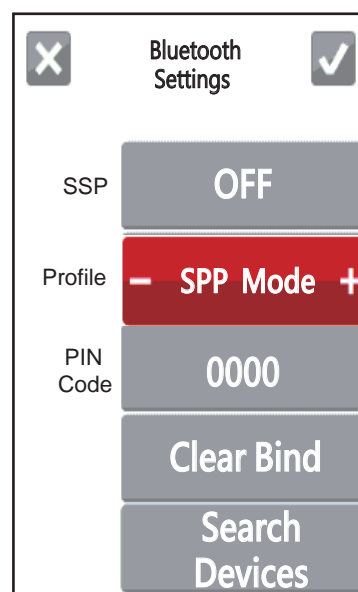 Bluetooth
Settings
SSP OFF
Profile − SPP Mode +
PIN
Code
0000
Clear Bind
Search
Devices